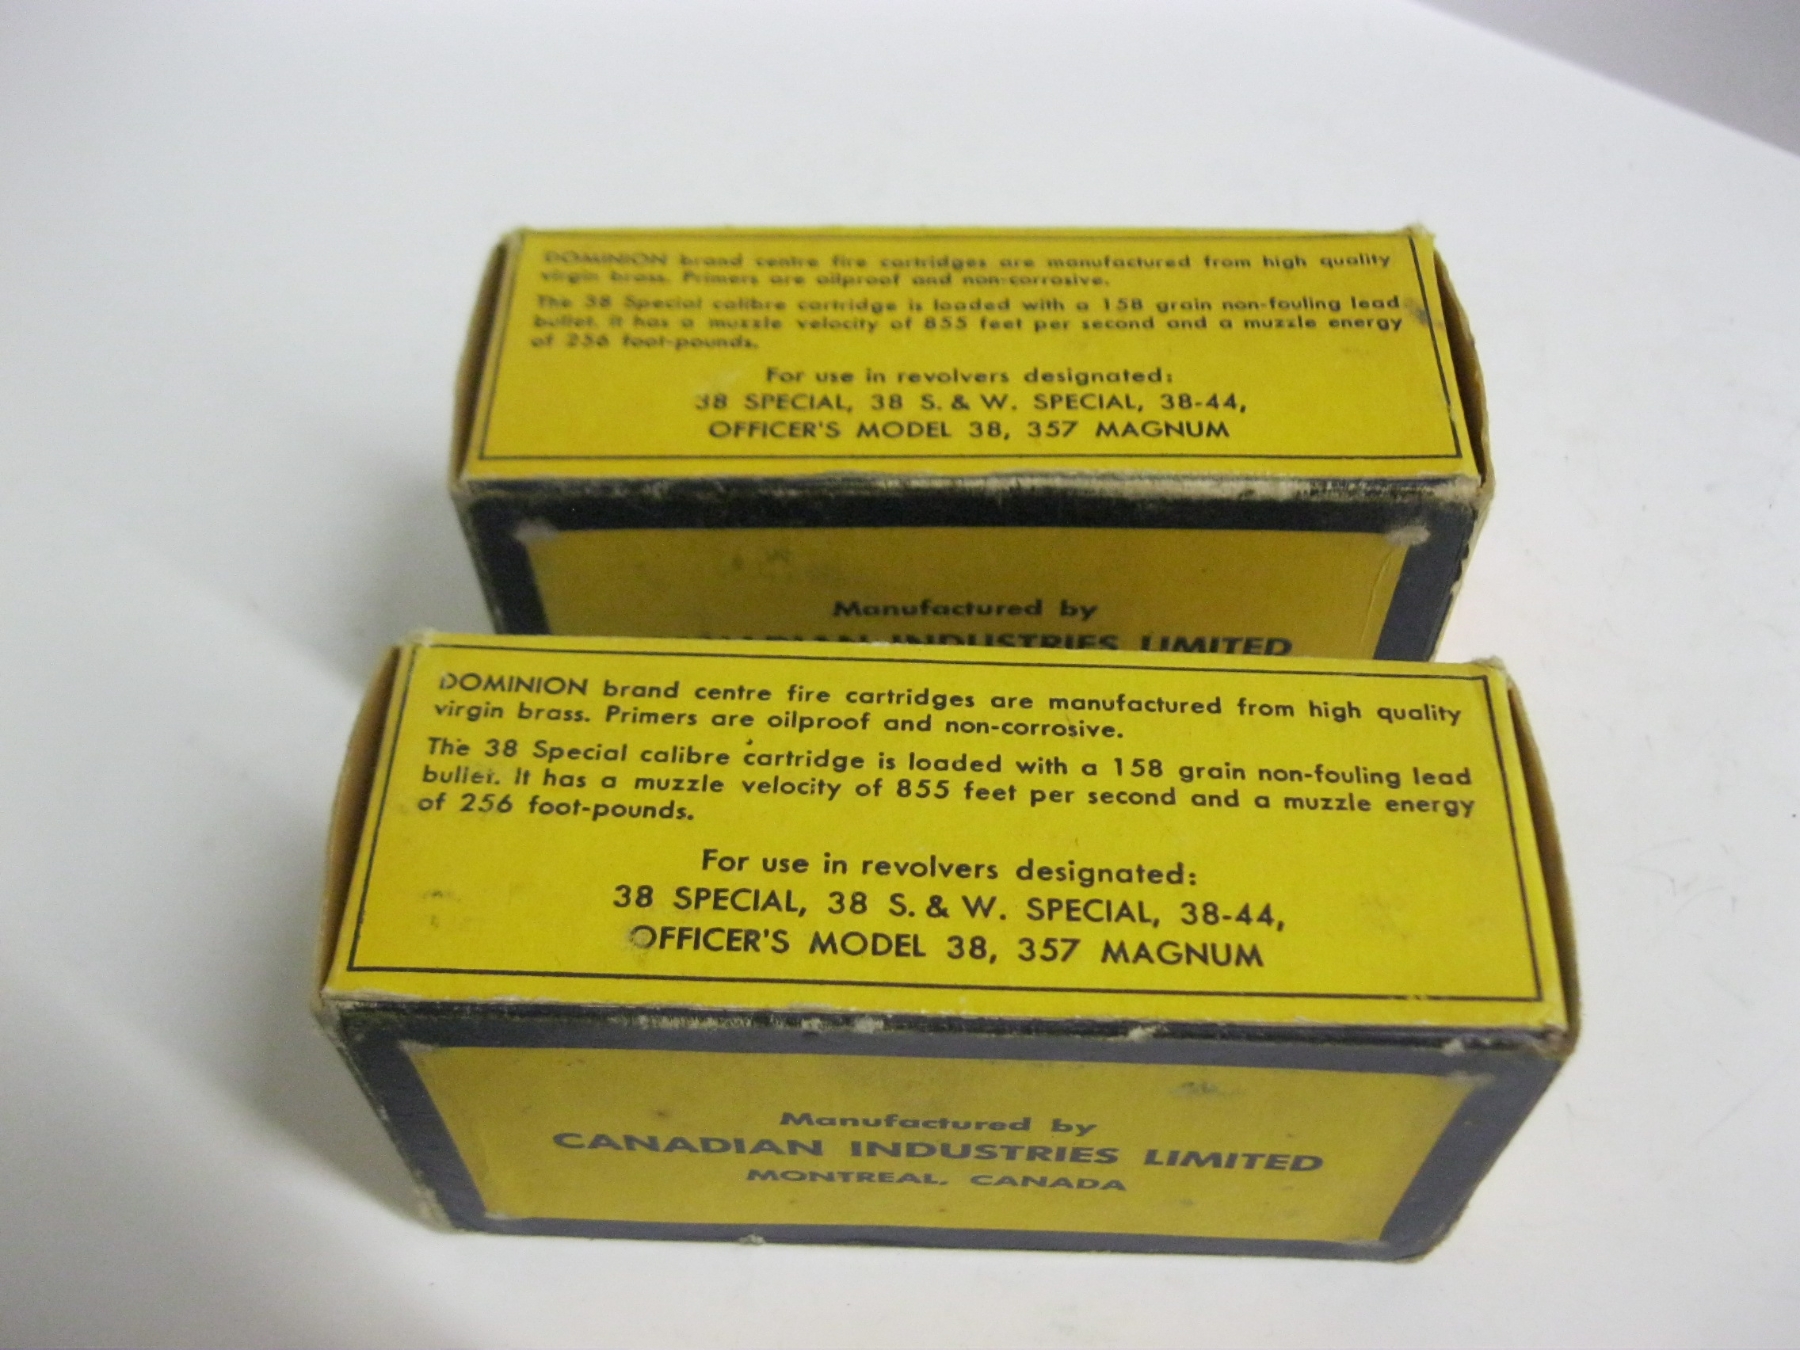 DOMINION brand centre fire cartridges are manufactured from high quality
virgin brass. Primers are oilproof and non-corrosive.
The 38 Special calibre cartridge is loaded with a 158 grain non-fouling lead
bullet. It has a muzzle velocity of 855 feet per second and a muzzle energy
of 256 foot-pounds.
For use in revolvers designated:
38 SPECIAL, 38 S. & W. SPECIAL, 38-44,
OFFICER'S MODEL 38, 357 MAGNUM
Manufactured by
CANADIAN INDUSTRIES LIMITED
DOMINION brand centre fire cartridges are manufactured from high quality
virgin brass. Primers are oilproof and non-corrosive.
The 38 Special calibre cartridge is loaded with a 158 grain non-fouling lead
bullet. It has a muzzle velocity of 855 feet per second and a muzzle energy
of 256 foot-pounds.
For use in revolvers designated:
38 SPECIAL, 38 S. & W. SPECIAL, 38-44,
OFFICER'S MODEL 38, 357 MAGNUM
Manufactured by
CANADIAN INDUSTRIES LIMITED
MONTREAL, CANADA